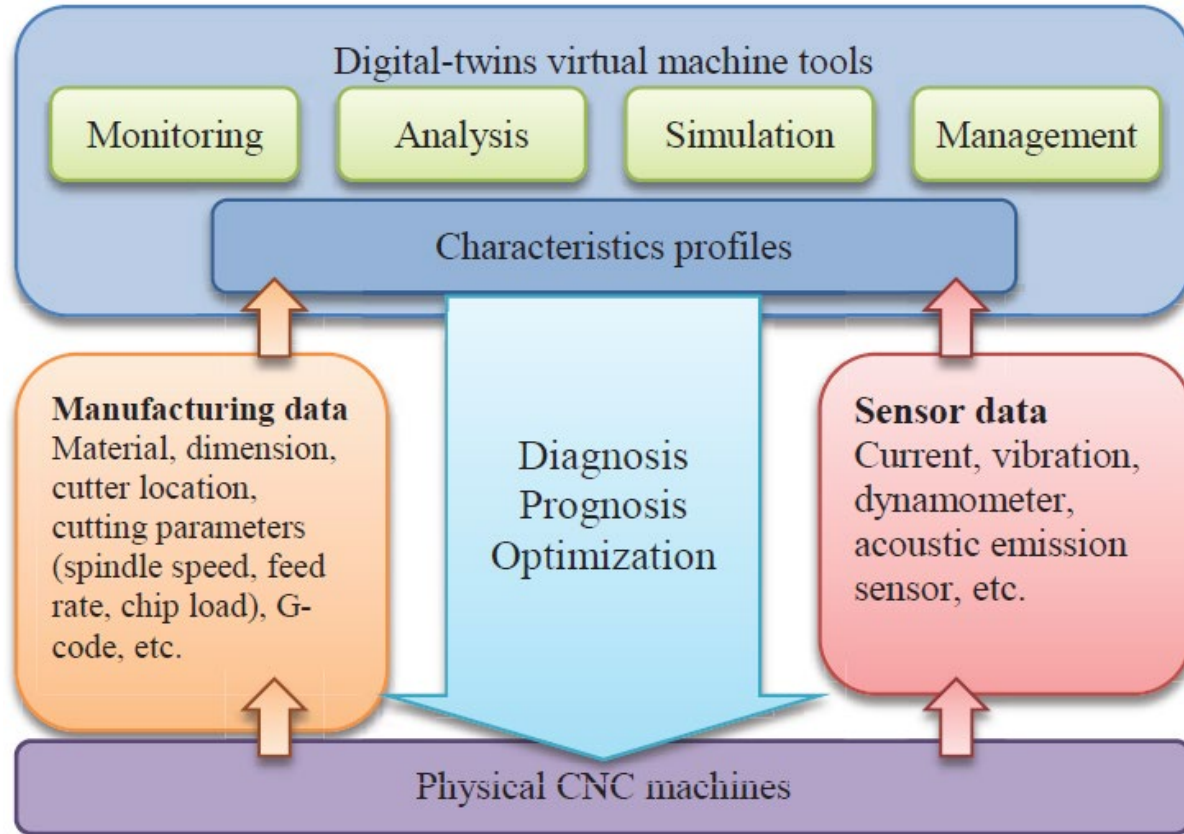 Digital-twins virtual machine tools
Monitoring
Analysis
Simulation
Management
Characteristics profiles
Manufacturing data
Material, dimension,
cutter location,
cutting parameters
(spindle speed, feed
rate, chip load), G-
code, etc.
Diagnosis
Prognosis
Optimization
Sensor data
Current, vibration,
dynamometer,
acoustic emission
sensor, etc.
Physical CNC machines